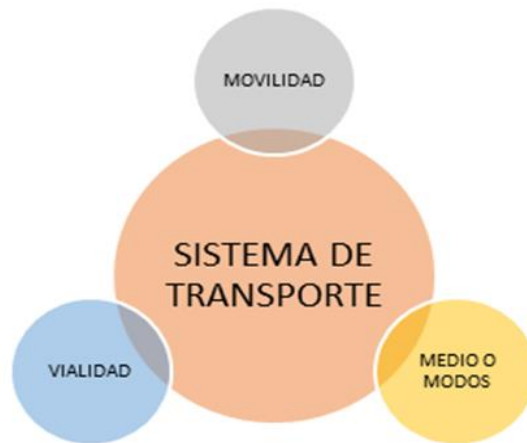 MOVILIDAD
SISTEMA DE
TRANSPORTE
VIALIDAD
MEDIO O
MODOS